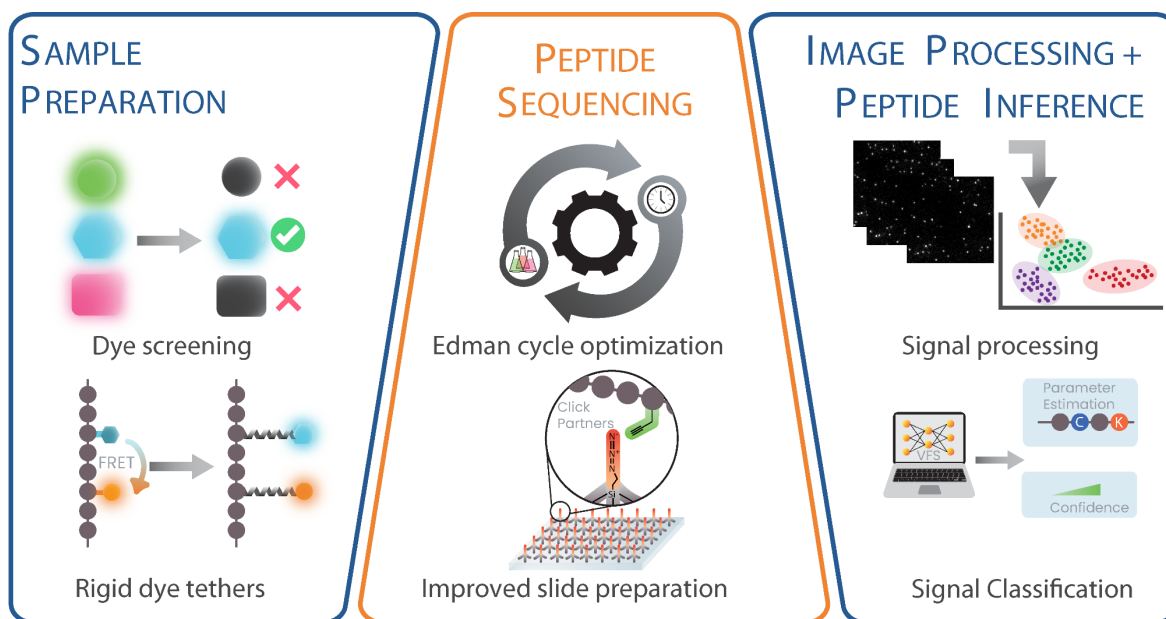 SAMPLE
PREPARATION
Dye screening
FRET
Rigid dye tethers
PEPTIDE
SEQUENCING
Edman cycle optimization
Click
Partners
N
N⁺
N
Si
Improved slide preparation
IMAGE PROCESSING +
PEPTIDE INFERENCE
Signal processing
VFS
Parameter
Estimation
C K
Confidence
Signal Classification